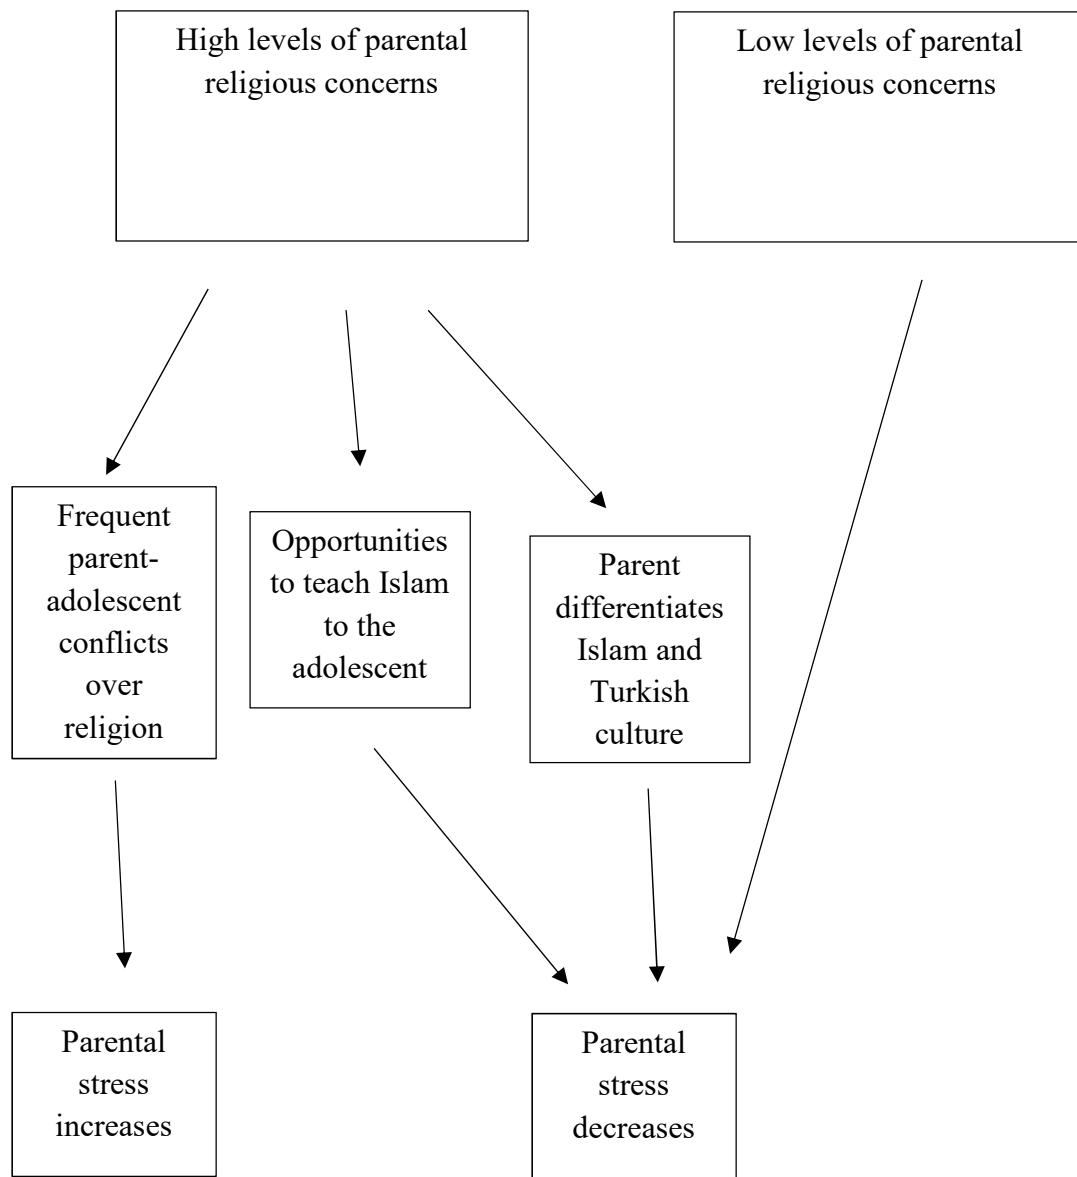 High levels of parental
religious concerns
Low levels of parental
religious concerns
Frequent
parent-
adolescent
conflicts
over
religion
Opportunities
to teach Islam
to the
adolescent
Parent
differentiates
Islam and
Turkish
culture
Parental
stress
increases
Parental
stress
decreases